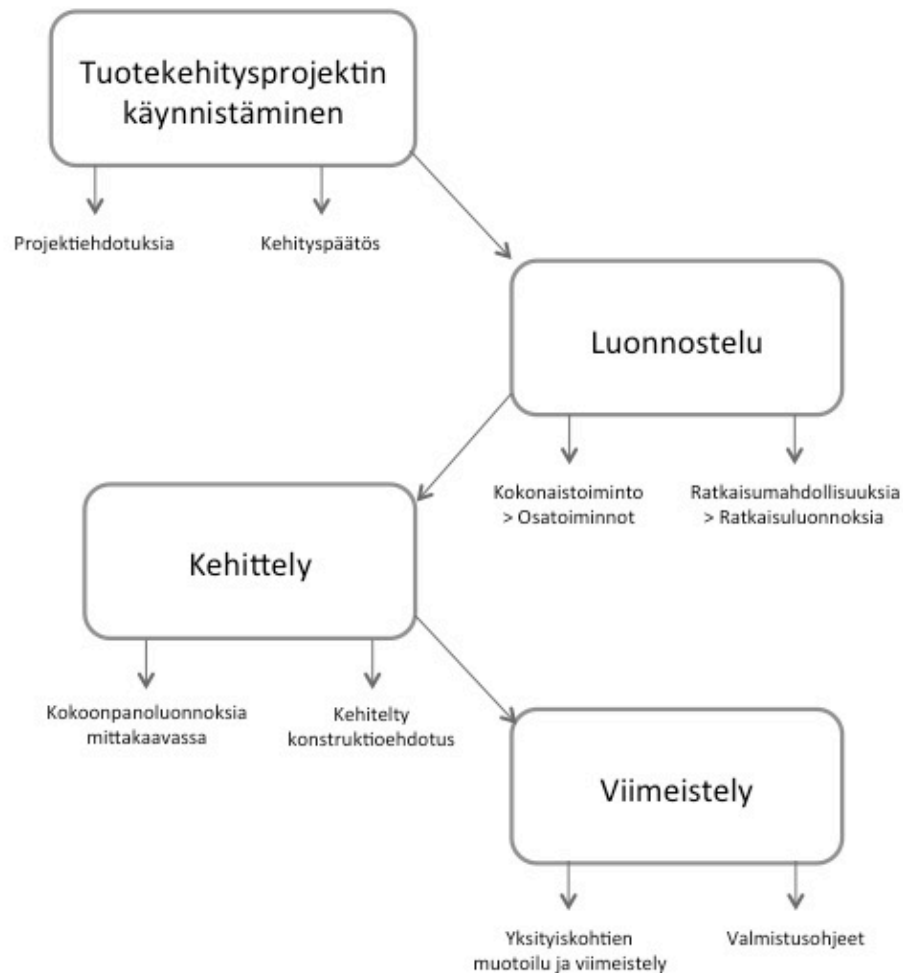 Tuotekehitysprojektin
käynnistäminen
Projektiehdotuksia
Kehityspäätös
Luonnostelu
Kokonaistoiminto
> Osatoiminnot
Ratkaisumahdollisuuksia
> Ratkaisuluonnoksia
Kehittely
Kokoonpanoluonnoksia
mittakaavassa
Kehitelty
konstruktioehdotus
Viimeistely
Yksityiskohtien
muotoilu ja viimeistely
Valmistusohjeet